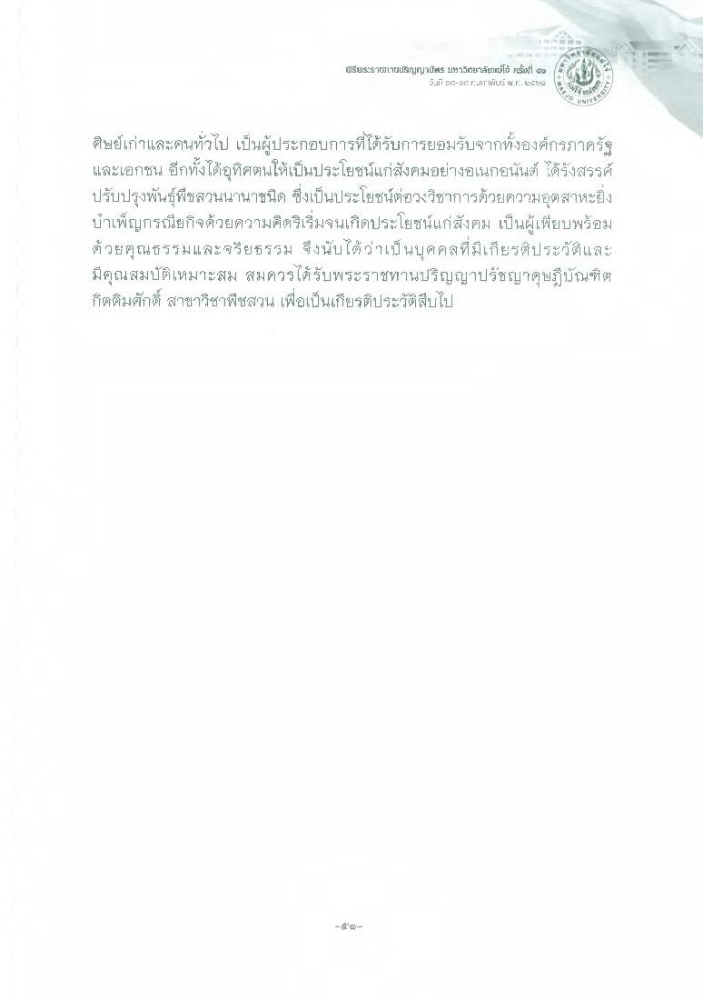 พิธีพระราชทานปริญญาบัตร มหาวิทยาลัยแม่โจ้ ครั้งที่ ๔๐
วันที่ ๑๘-๑๙ กุมภาพันธ์ พ.ศ. ๒๕๖๑
มหาวิทยาลัยแม่โจ้
MAEJO UNIVERSITY
ศิษย์เก่าและคนทั่วไป เป็นผู้ประกอบการที่ได้รับการยอมรับจากทั้งองค์กรภาครัฐ
และเอกชน อีกทั้งได้อุทิศตนให้เป็นประโยชน์แก่สังคมอย่างอเนกอนันต์ ได้รังสรรค์
ปรับปรุงพันธุ์พืชสวนนานาชนิด ซึ่งเป็นประโยชน์ต่อวงวิชาการด้วยความอุตสาหะยิ่ง
บำเพ็ญกรณียกิจด้วยความคิดริเริ่มจนเกิดประโยชน์แก่สังคม เป็นผู้เพียบพร้อม
ด้วยคุณธรรมและจริยธรรม จึงนับได้ว่าเป็นบุคคลที่มีเกียรติประวัติและ
มีคุณสมบัติเหมาะสม สมควรได้รับพระราชทานปริญญาปรัชญาดุษฎีบัณฑิต
กิตติมศักดิ์ สาขาวิชาพืชสวน เพื่อเป็นเกียรติประวัติสืบไป
-๕๑-